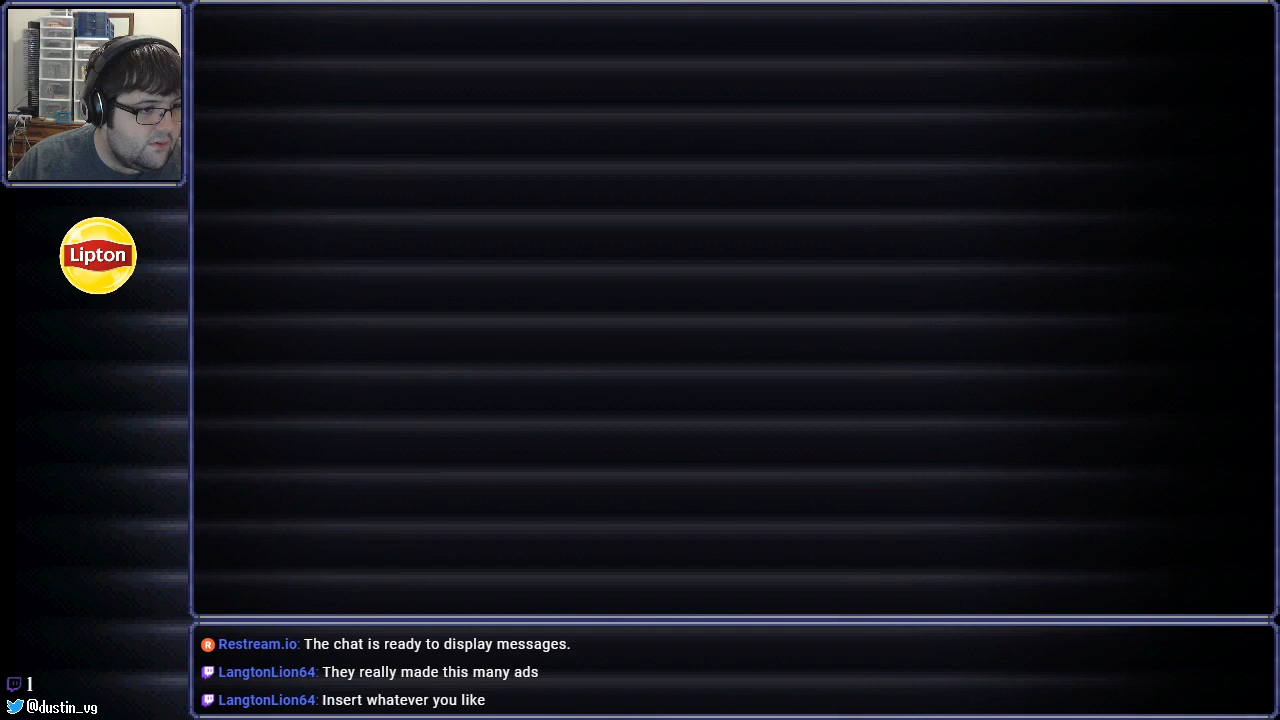 Lipton
R Restream.io: The chat is ready to display messages.
LangtonLion64: They really made this many ads
LangtonLion64: Insert whatever you like
1
@dustin_vg